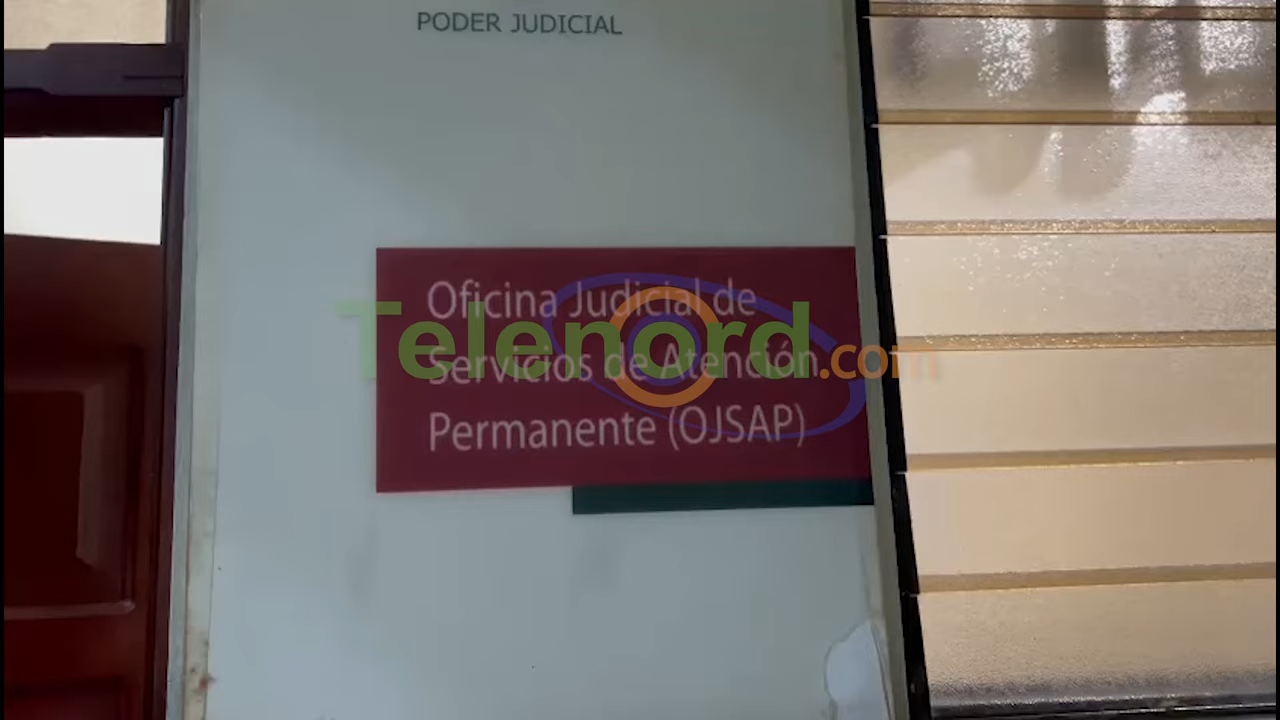 PODER JUDICIAL
Oficina Judicial de
Servicios de Atención
Permanente (OJSAP)
Telenord.com